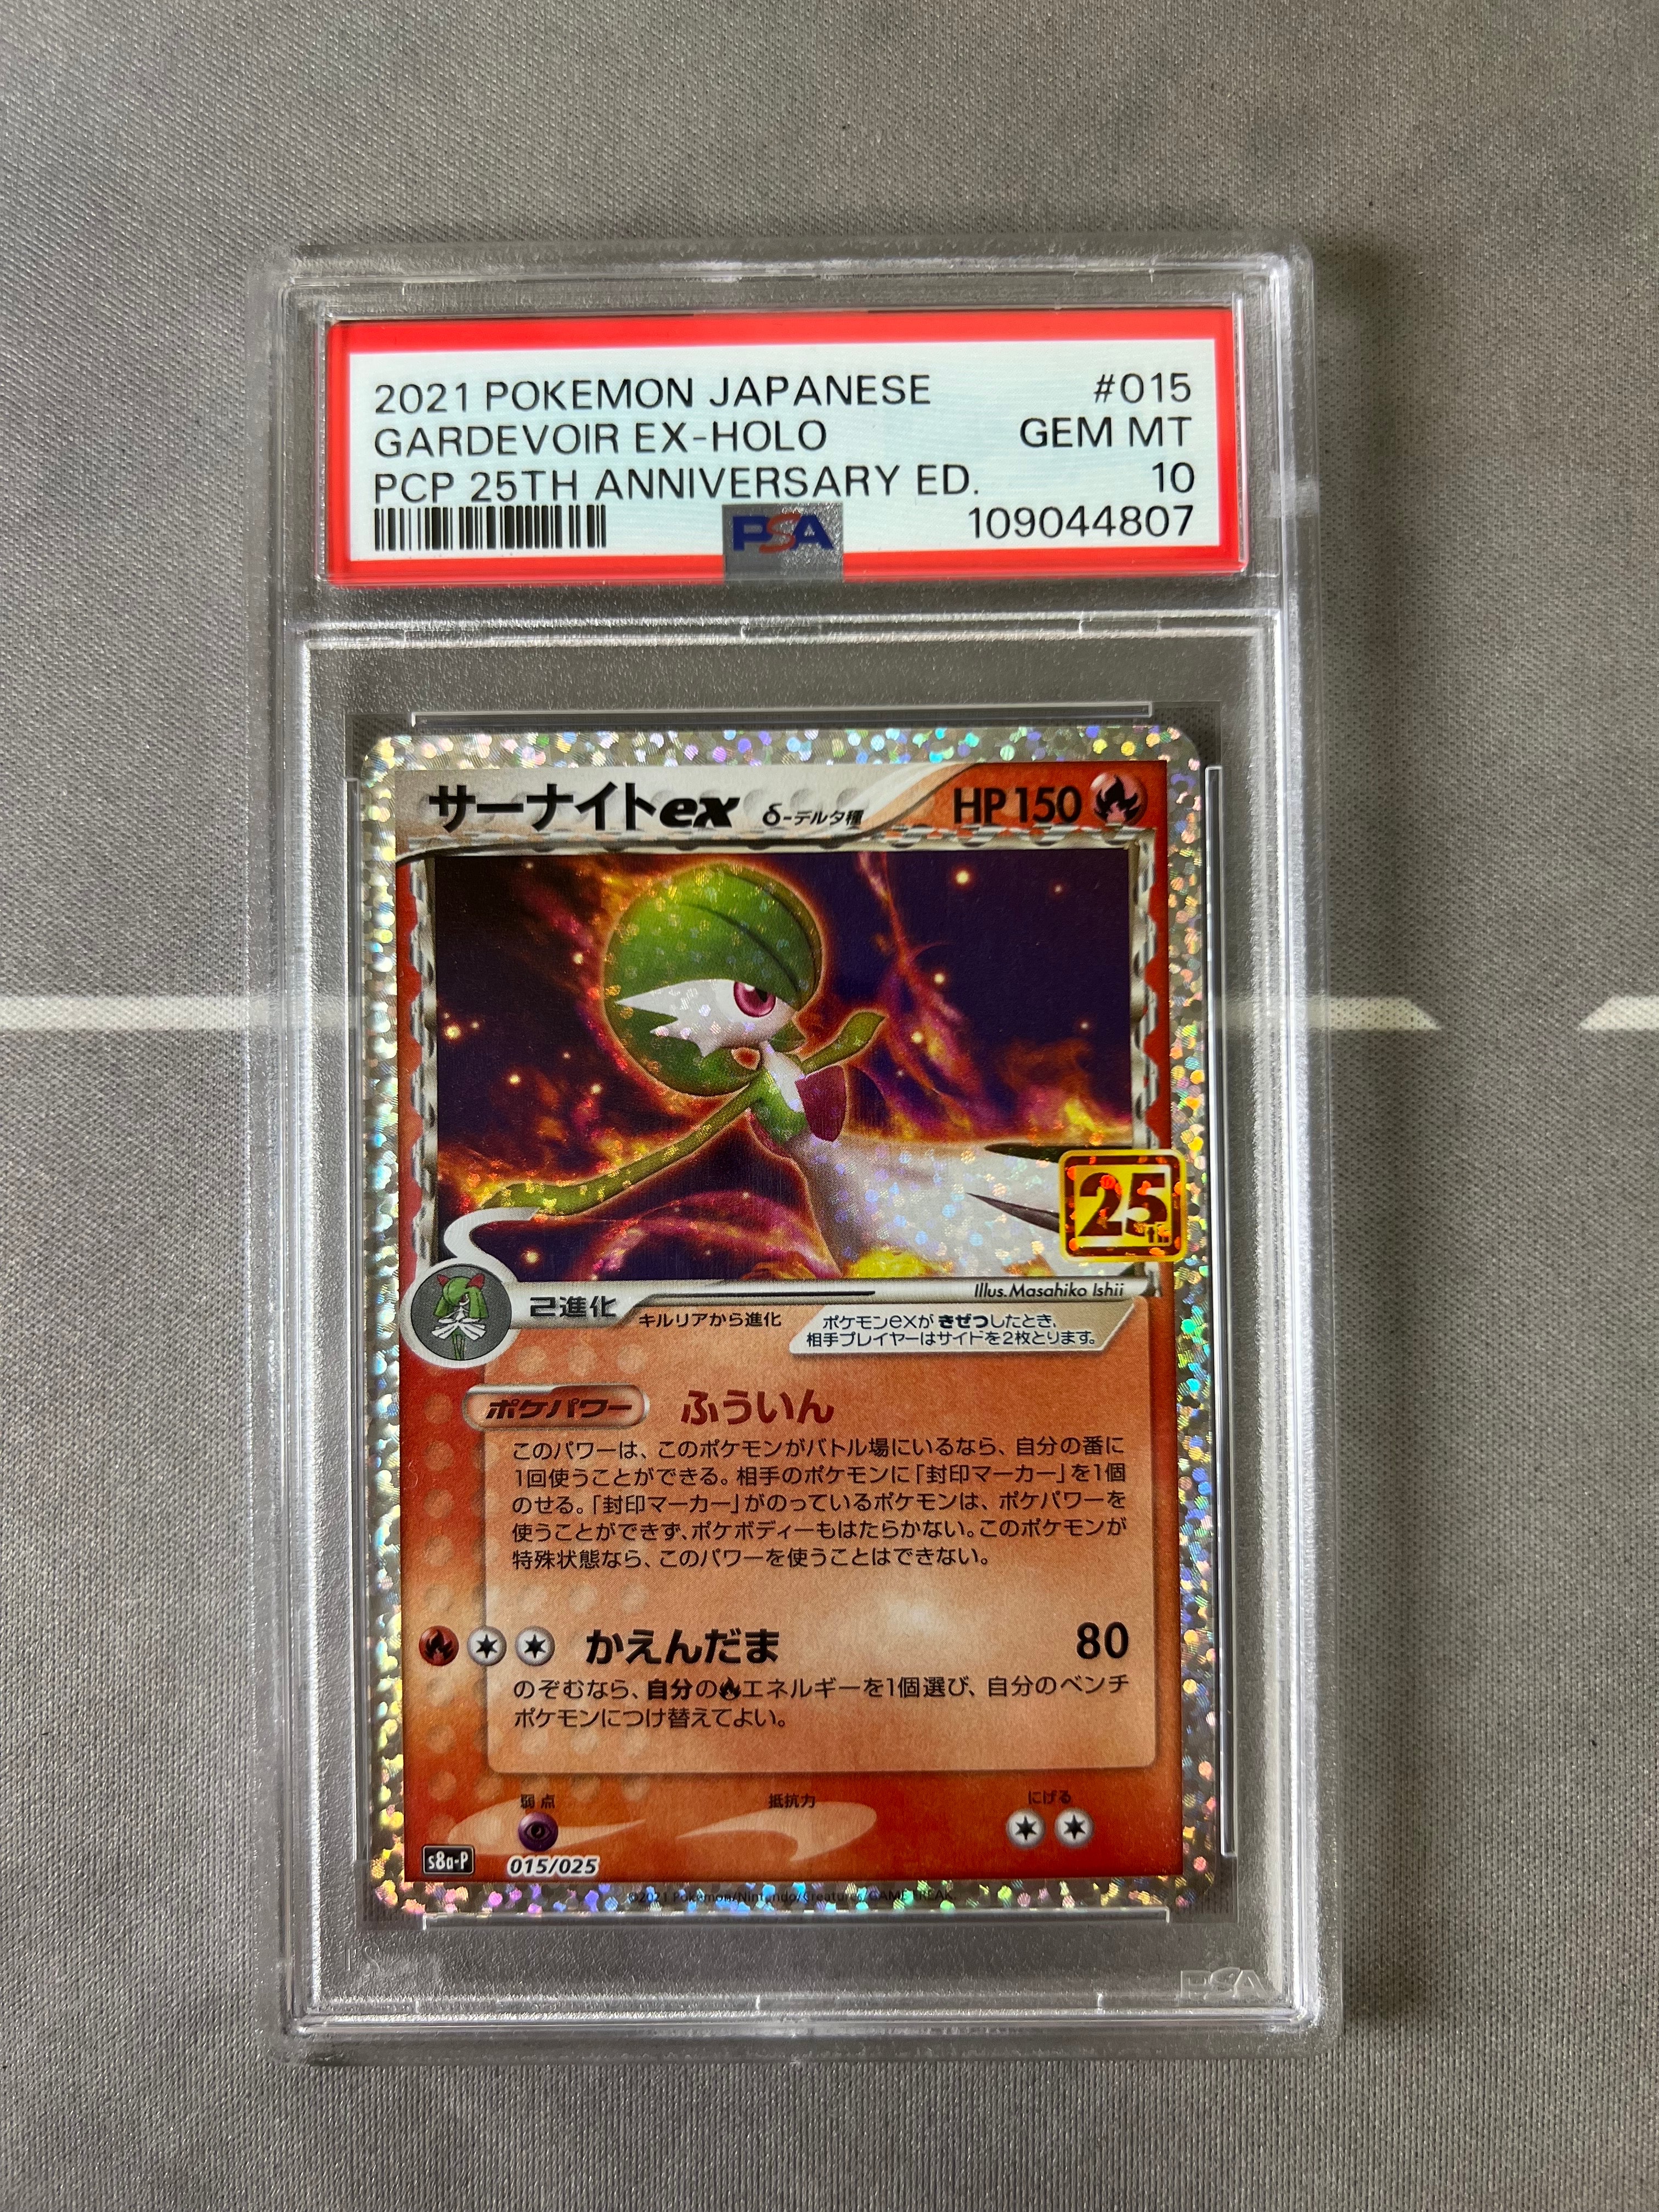 2021 POKEMON JAPANESE #015
GARDEVOIR EX-HOLO GEM MT
PCP 25TH ANNIVERSARY ED. 10
PSA 109044807
サーナイトex δ-デルタ種 HP150
25th
Illus.Masahiko Ishii
2進化 キルリアから進化
ポケモンexが きぜつしたとき、
相手プレイヤーはサイドを2枚とります。
ポケパワー ふういん
このパワーは、このポケモンがバトル場にいるなら、自分の番に
1回使うことができる。相手のポケモンに「封印マーカー」を1個
のせる。「封印マーカー」がのっているポケモンは、ポケパワーを
使うことができず、ポケボディーもはたらかない。このポケモンが
特殊状態なら、このパワーを使うことはできない。
かえんだま 80
のぞむなら、自分のエネルギーを1個選び、自分のベンチ
ポケモンにつけ替えてよい。
弱点 抵抗力 にげる
s8a-P 015/025
©2021 Pokémon/Nintendo/Creatures/GAME FREAK.
PSA